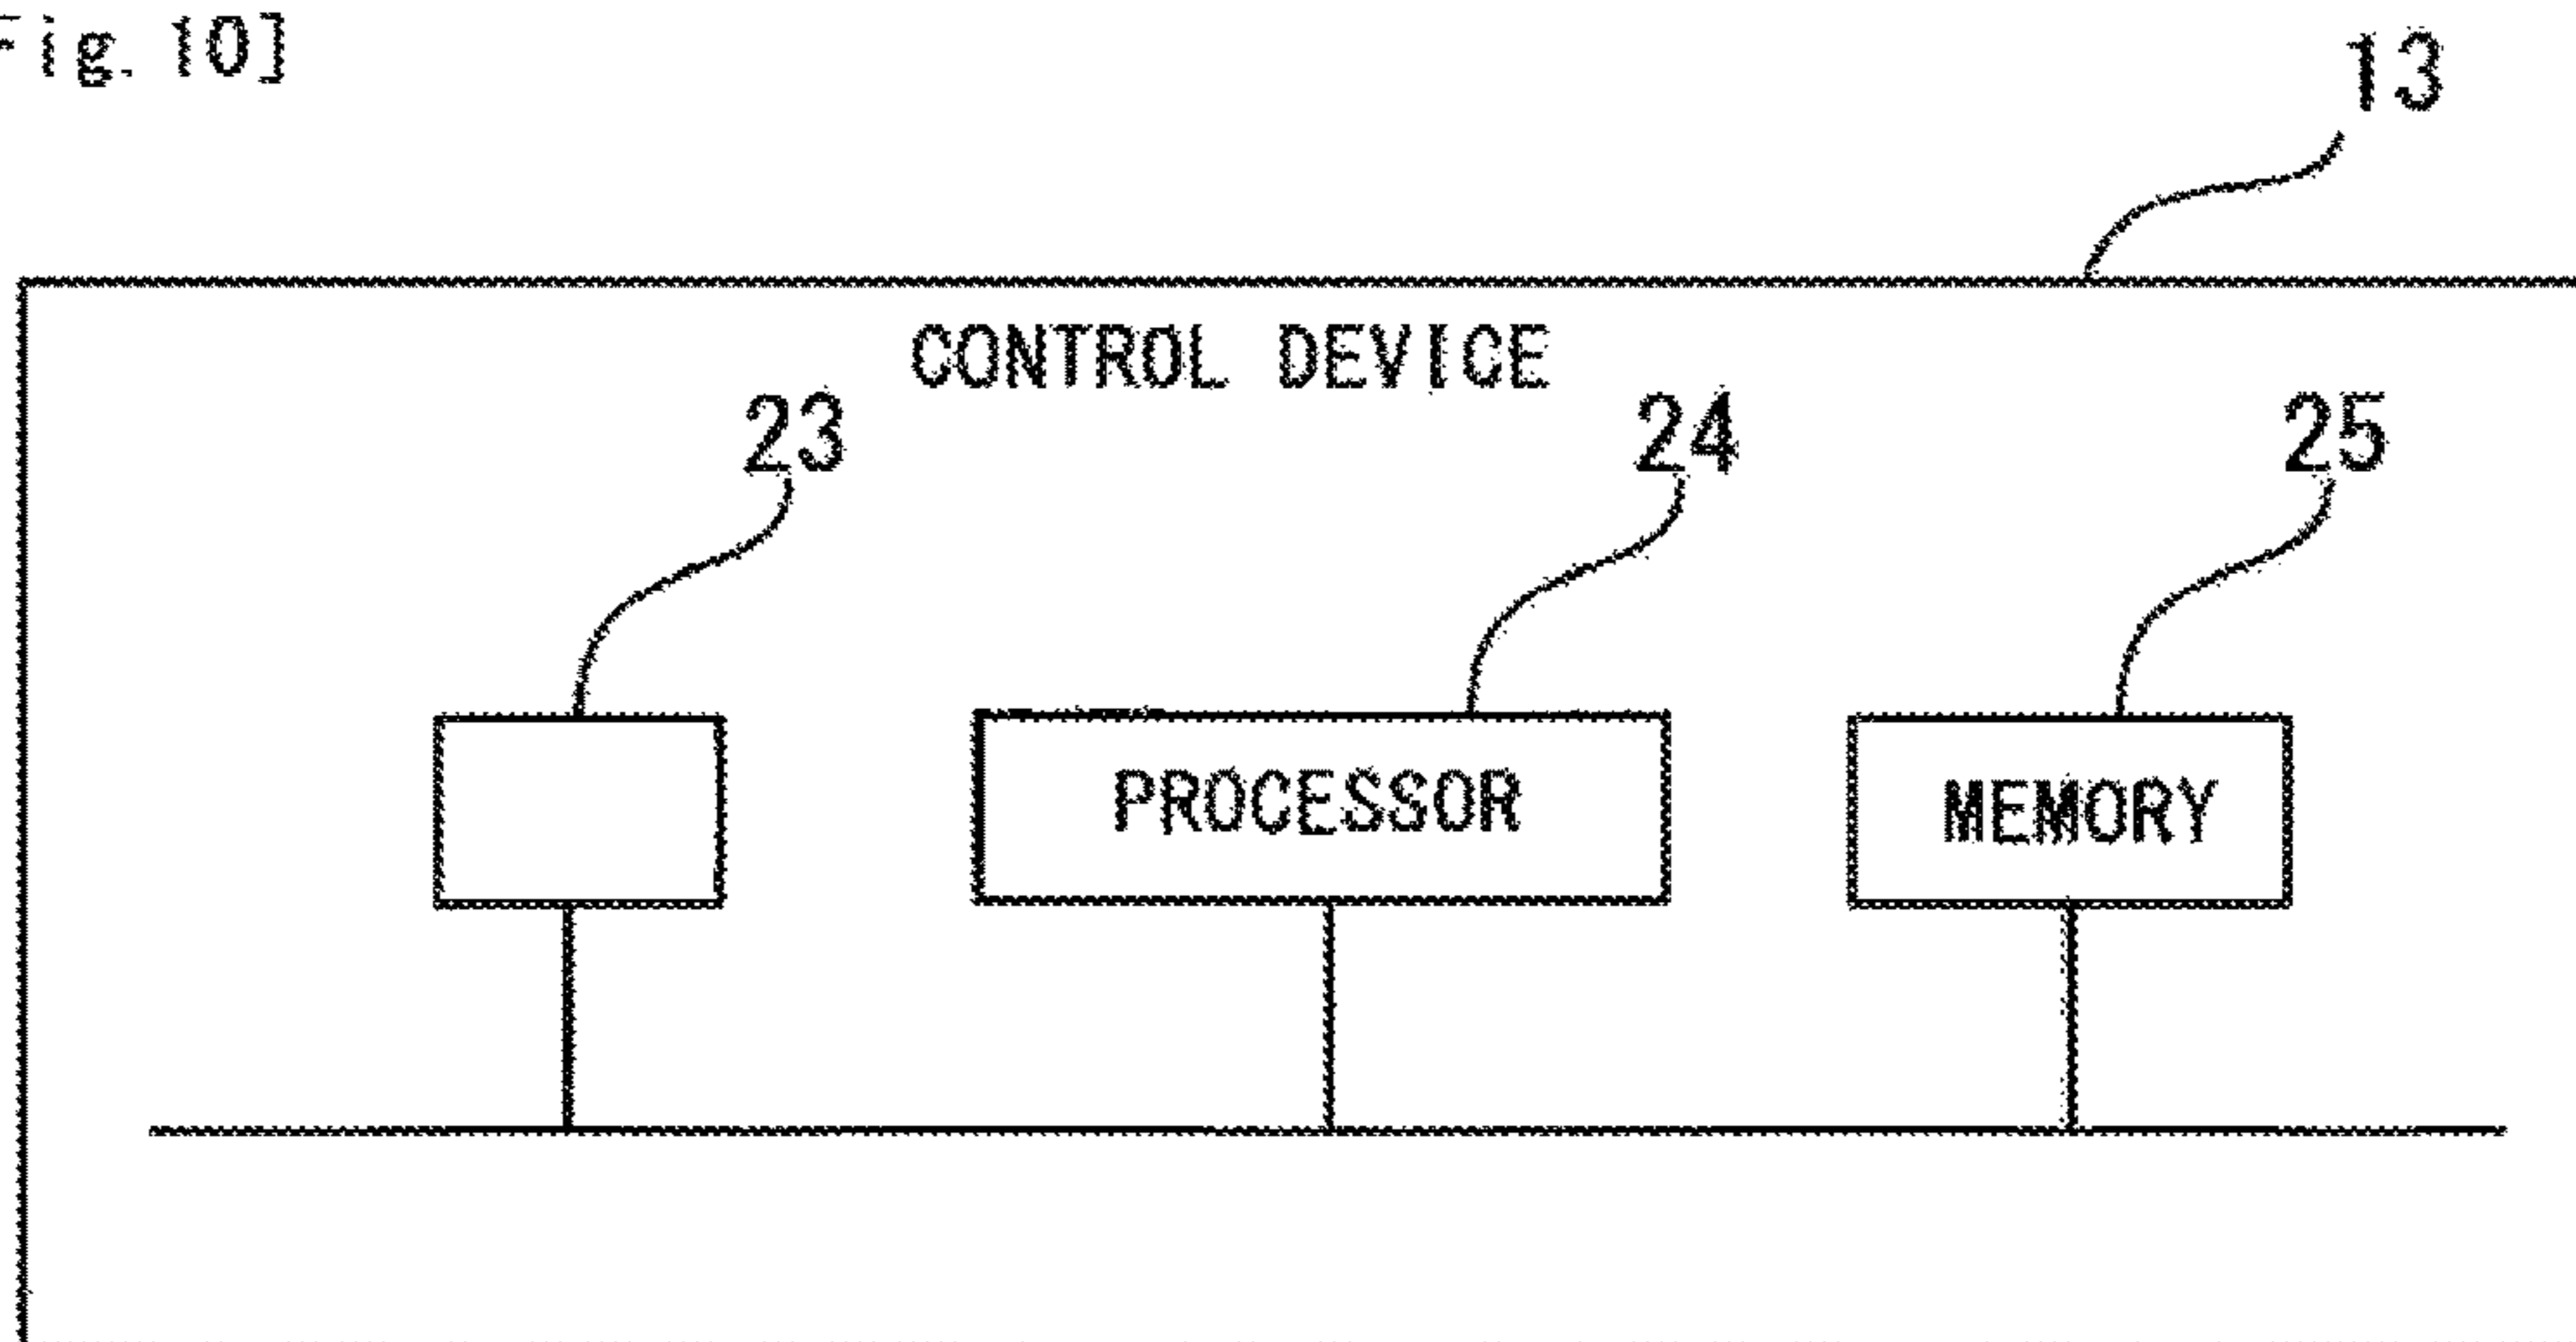 Fig. 10]
13
CONTROL DEVICE
23 24 25
PROCESSOR MEMORY